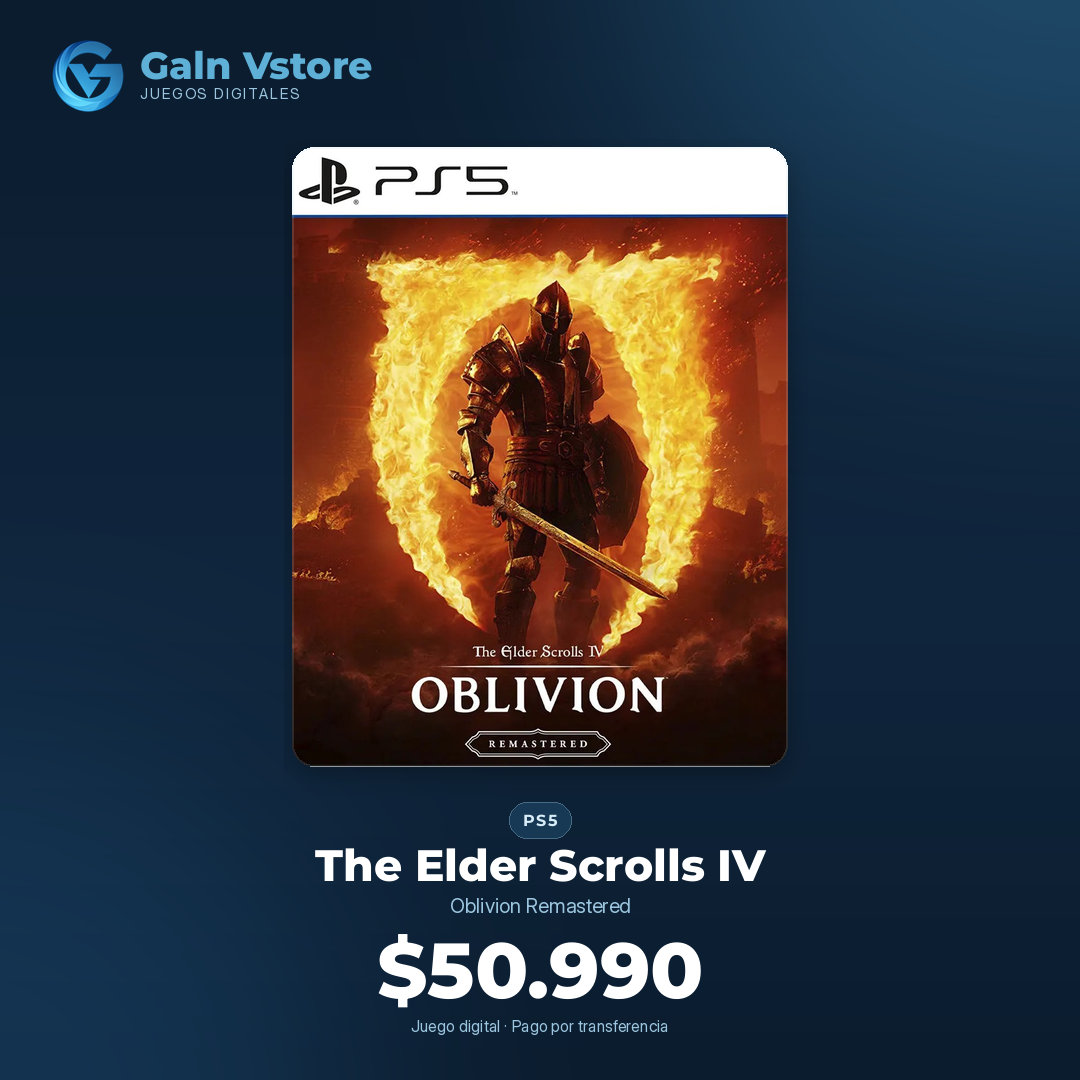 GaIn Vstore
JUEGOS DIGITALES
PS5
The Elder Scrolls IV
OBLIVION
REMASTERED
PS5
The Elder Scrolls IV
Oblivion Remastered
$50.990
Juego digital · Pago por transferencia